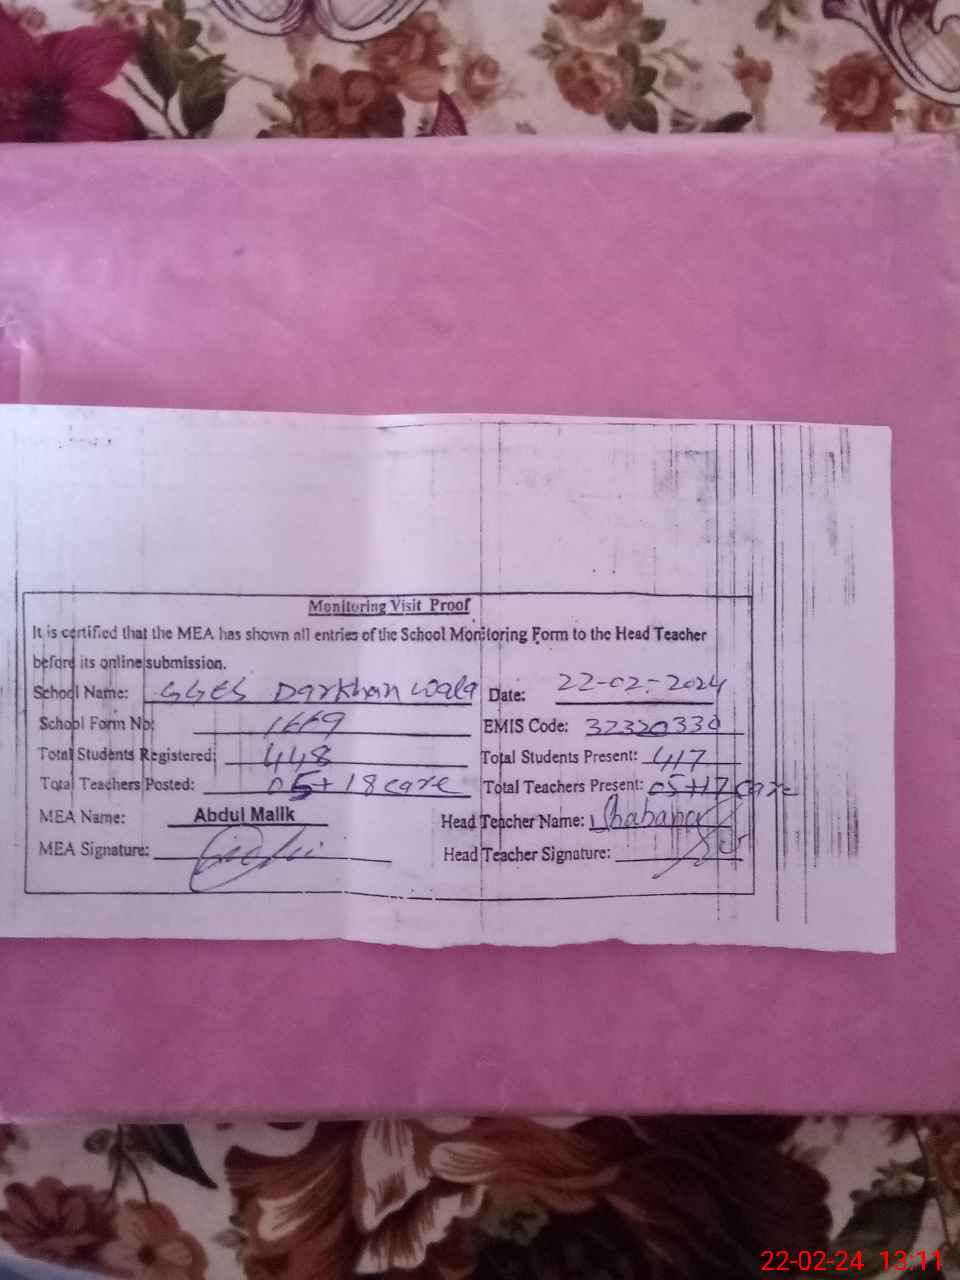 Monitoring Visit Proof
It is certified that the MEA has shown all entries of the School Monitoring Form to the Head Teacher
before its online submission.
School Name: GGES Darkhan wala Date: 22-02-2024
School Form No: 1669 EMIS Code: 32320330
Total Students Registered: 448 Total Students Present: 417
Total Teachers Posted: 05+18 care Total Teachers Present: 05+17 care
MEA Name: Abdul Malik Head Teacher Name: Shabana
MEA Signature: Head Teacher Signature:
22-02-24 13:11